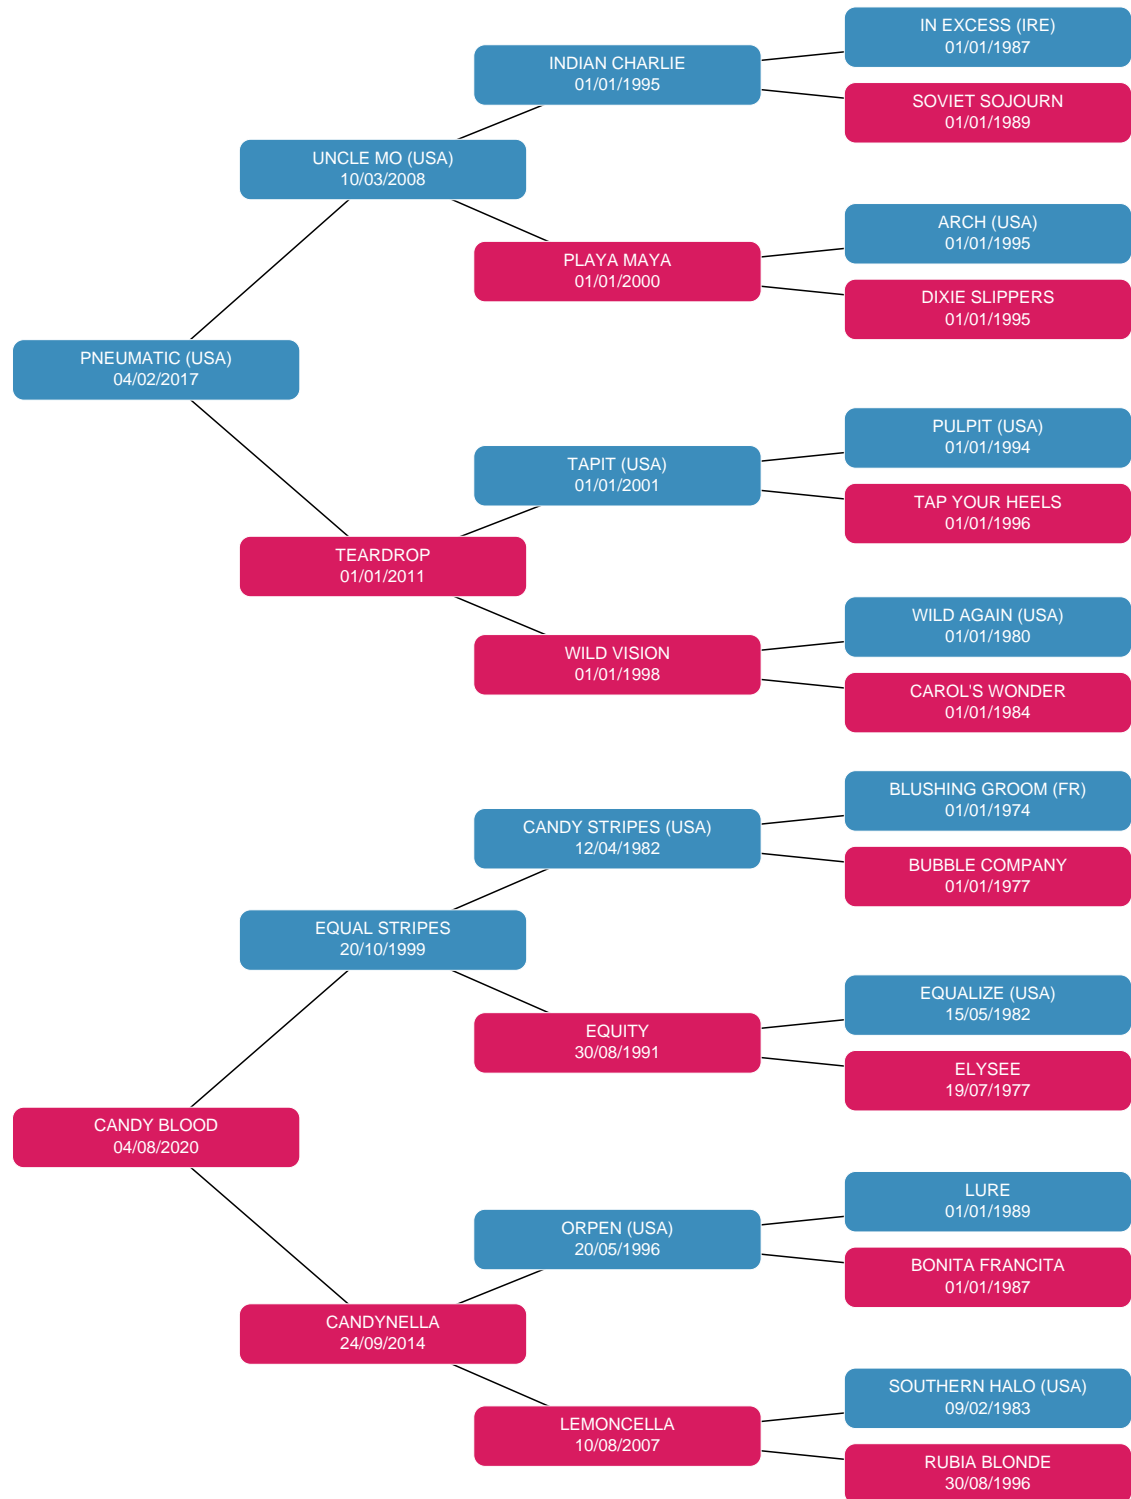 IN EXCESS (IRE)
01/01/1987
INDIAN CHARLIE
01/01/1995
SOVIET SOJOURN
01/01/1989
UNCLE MO (USA)
10/03/2008
ARCH (USA)
01/01/1995
PLAYA MAYA
01/01/2000
DIXIE SLIPPERS
01/01/1995
PNEUMATIC (USA)
04/02/2017
PULPIT (USA)
01/01/1994
TAPIT (USA)
01/01/2001
TAP YOUR HEELS
01/01/1996
TEARDROP
01/01/2011
WILD AGAIN (USA)
01/01/1980
WILD VISION
01/01/1998
CAROL'S WONDER
01/01/1984
BLUSHING GROOM (FR)
01/01/1974
CANDY STRIPES (USA)
12/04/1982
BUBBLE COMPANY
01/01/1977
EQUAL STRIPES
20/10/1999
EQUALIZE (USA)
15/05/1982
EQUITY
30/08/1991
ELYSEE
19/07/1977
CANDY BLOOD
04/08/2020
LURE
01/01/1989
ORPEN (USA)
20/05/1996
BONITA FRANCITA
01/01/1987
CANDYNELLA
24/09/2014
SOUTHERN HALO (USA)
09/02/1983
LEMONCELLA
10/08/2007
RUBIA BLONDE
30/08/1996